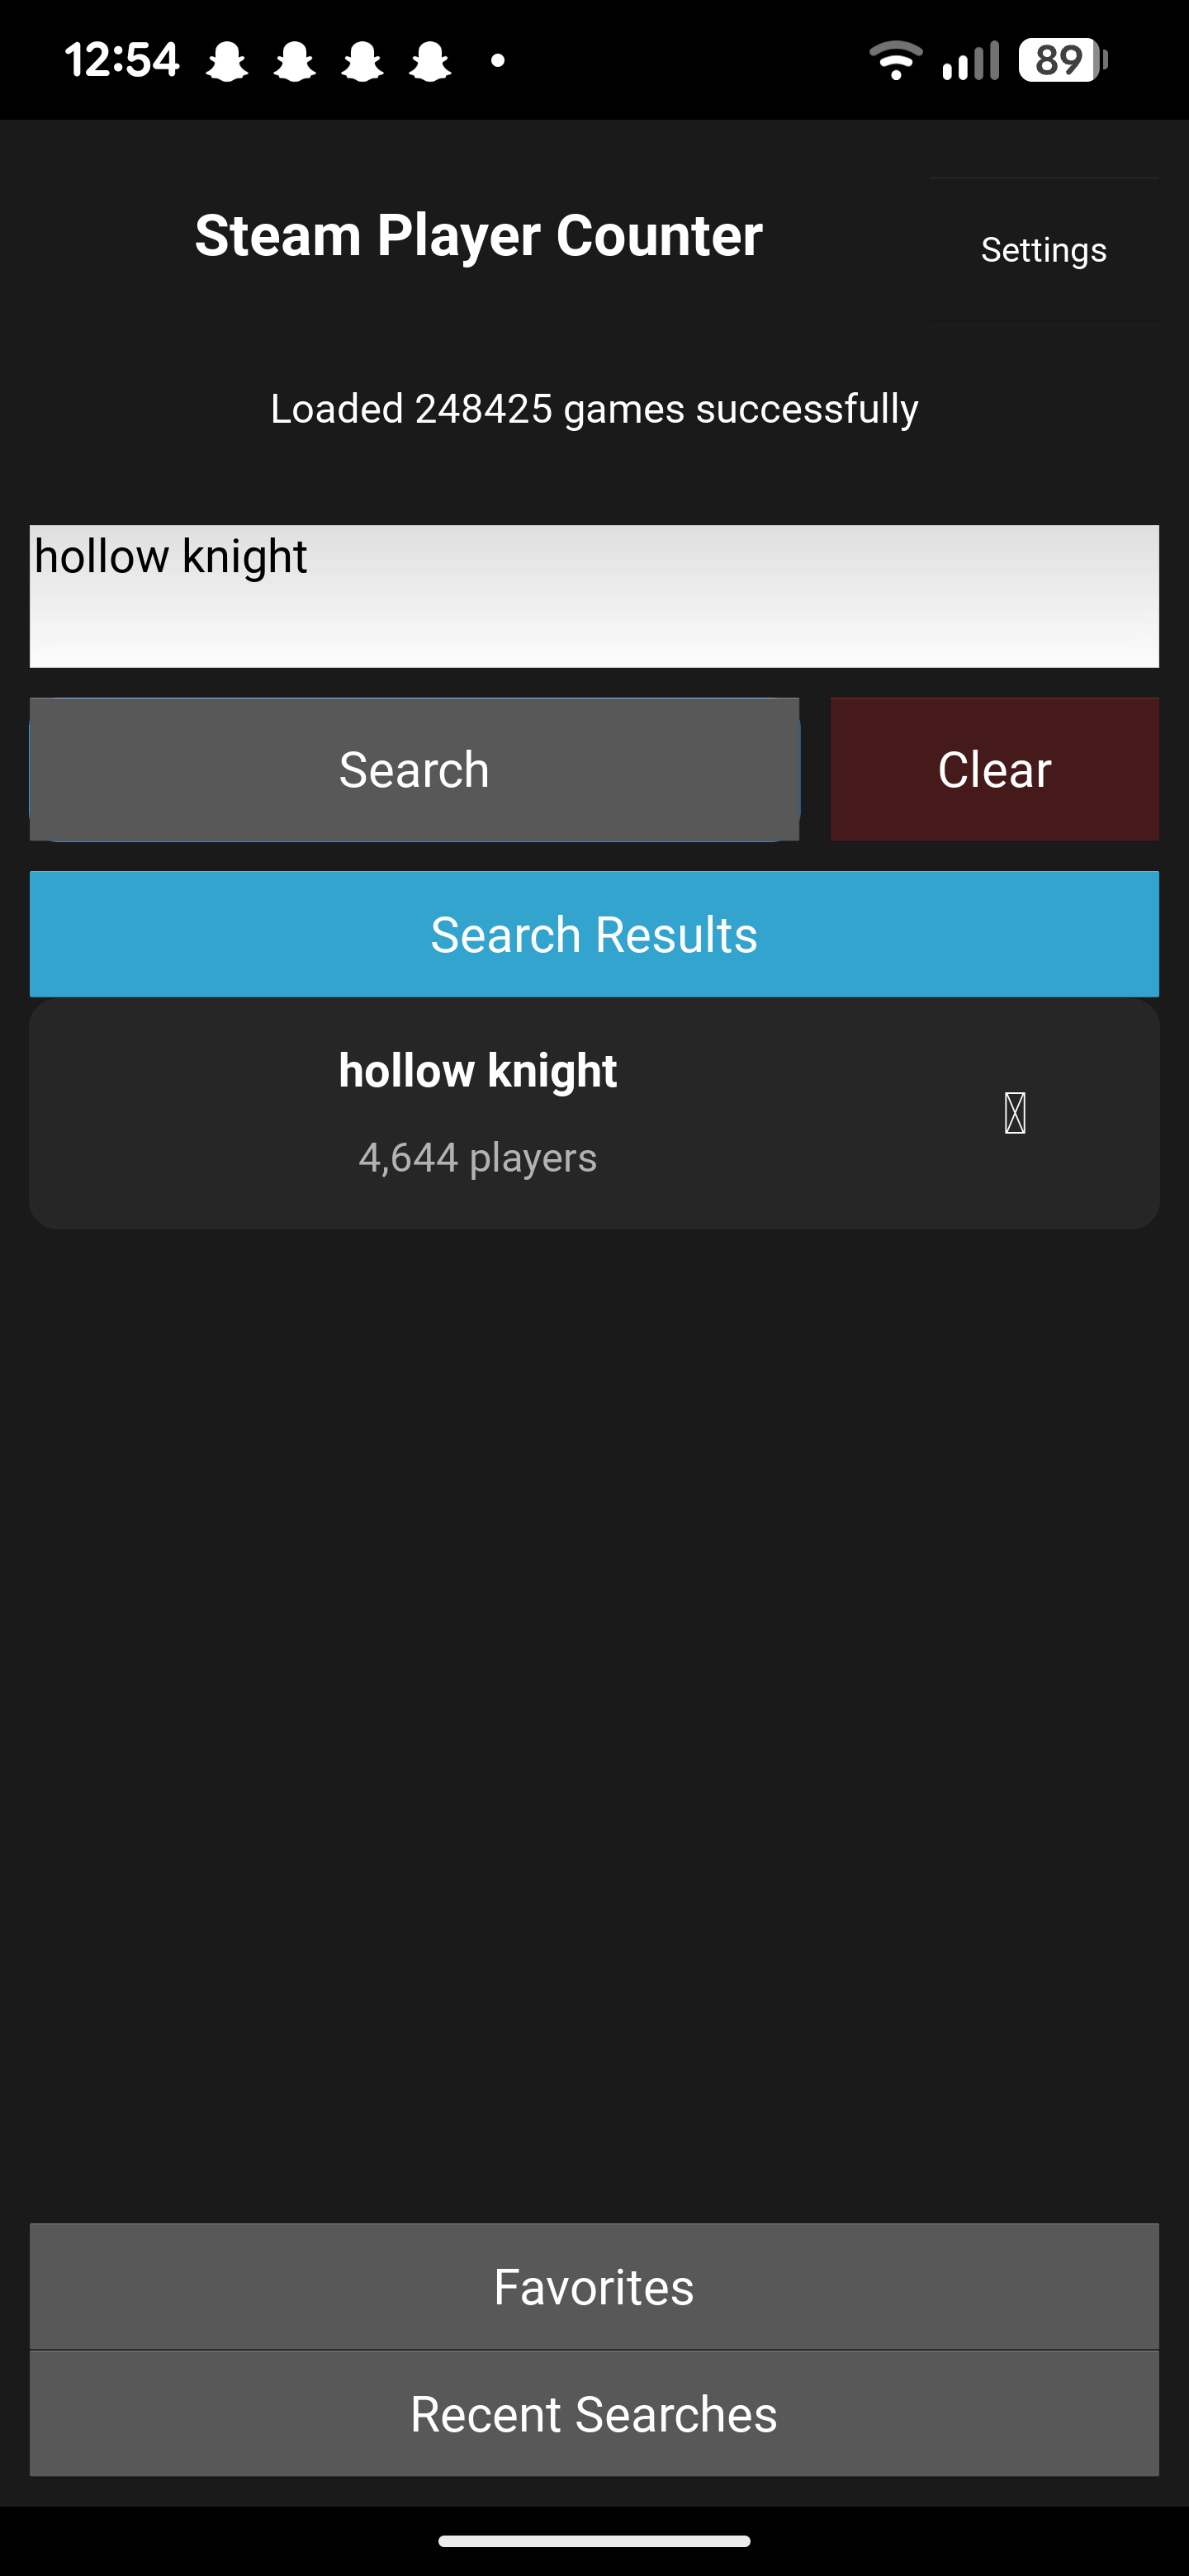 12:54
89
Steam Player Counter
Settings
Loaded 248425 games successfully
hollow knight
Search
Clear
Search Results
hollow knight
4,644 players
Favorites
Recent Searches